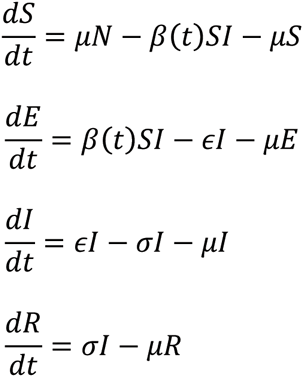 dS/dt = μN − β(t)SI − μS
dE/dt = β(t)SI − ϵI − μE
dI/dt = ϵI − σI − μI
dR/dt = σI − μR